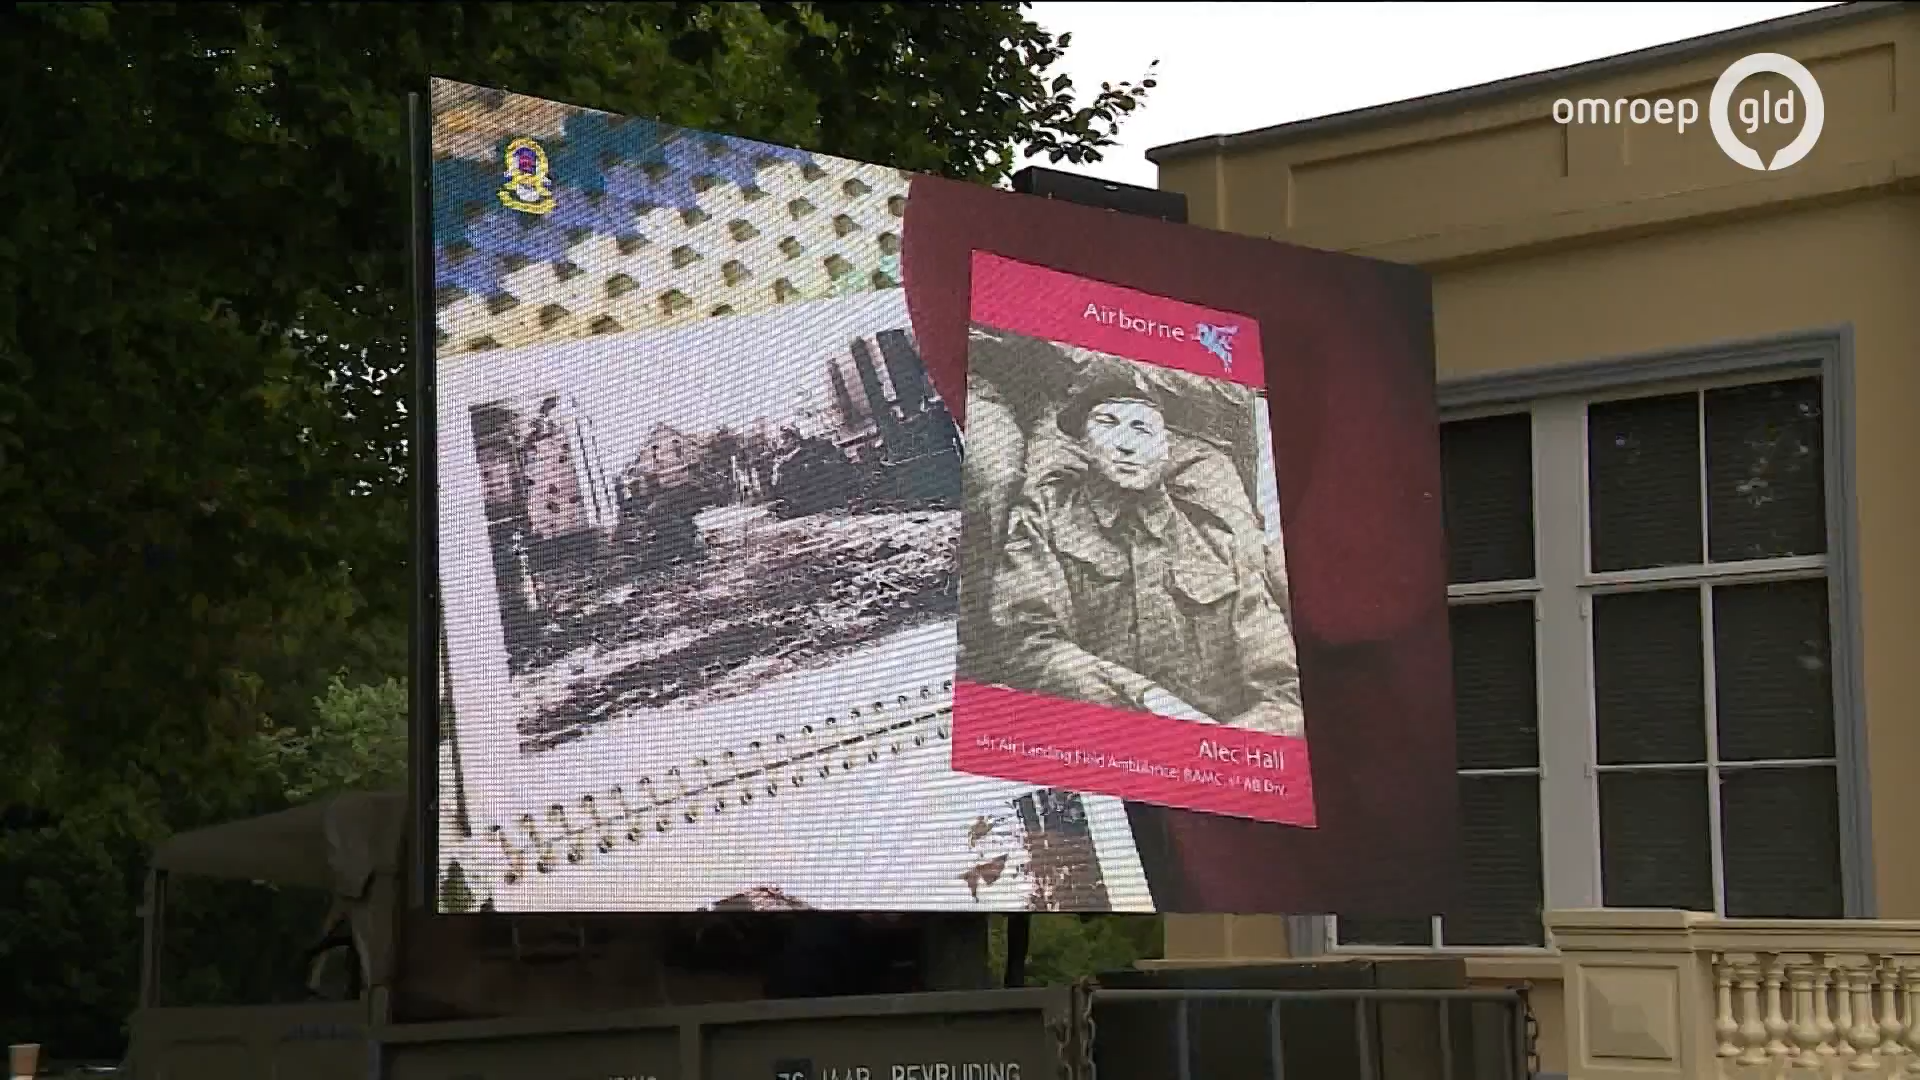 omroep gld
Airborne
Alec Hall
Air Landing Field Ambulance, RAMC, 1st AB Div.
JAAR BEVRIJDING